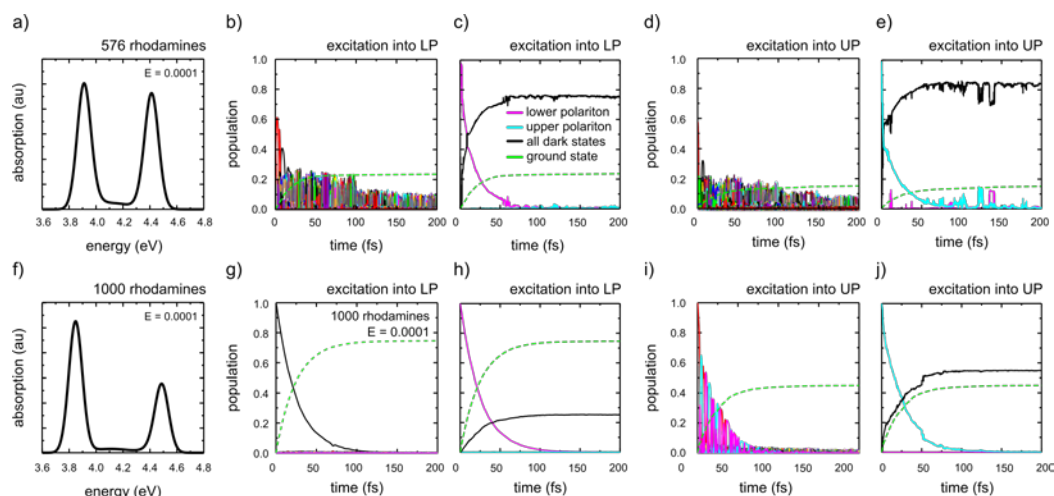 a) b) c) d) e)
576 rhodamines excitation into LP excitation into LP excitation into UP excitation into UP
E = 0.0001
absorption (au)
3.6 3.8 4.0 4.2 4.4 4.6 4.8
energy (eV)
population
1.0
0.8
0.6
0.4
0.2
0.0
0 50 100 150 200
time (fs)
0 50 100 150 200
time (fs)
lower polariton
upper polariton
all dark states
ground state
population
1.0
0.8
0.6
0.4
0.2
0.0
0 50 100 150 200
time (fs)
0 50 100 150 200
time (fs)
f) g) h) i) j)
1000 rhodamines excitation into LP excitation into LP excitation into UP excitation into UP
E = 0.0001
absorption (au)
3.6 3.8 4.0 4.2 4.4 4.6 4.8
energy (eV)
population
1.0
0.8
0.6
0.4
0.2
0.0
1000 rhodamines
E = 0.0001
0 50 100 150 200
time (fs)
0 50 100 150 200
time (fs)
population
1.0
0.8
0.6
0.4
0.2
0.0
0 50 100 150 200
time (fs)
0 50 100 150 200
time (fs)